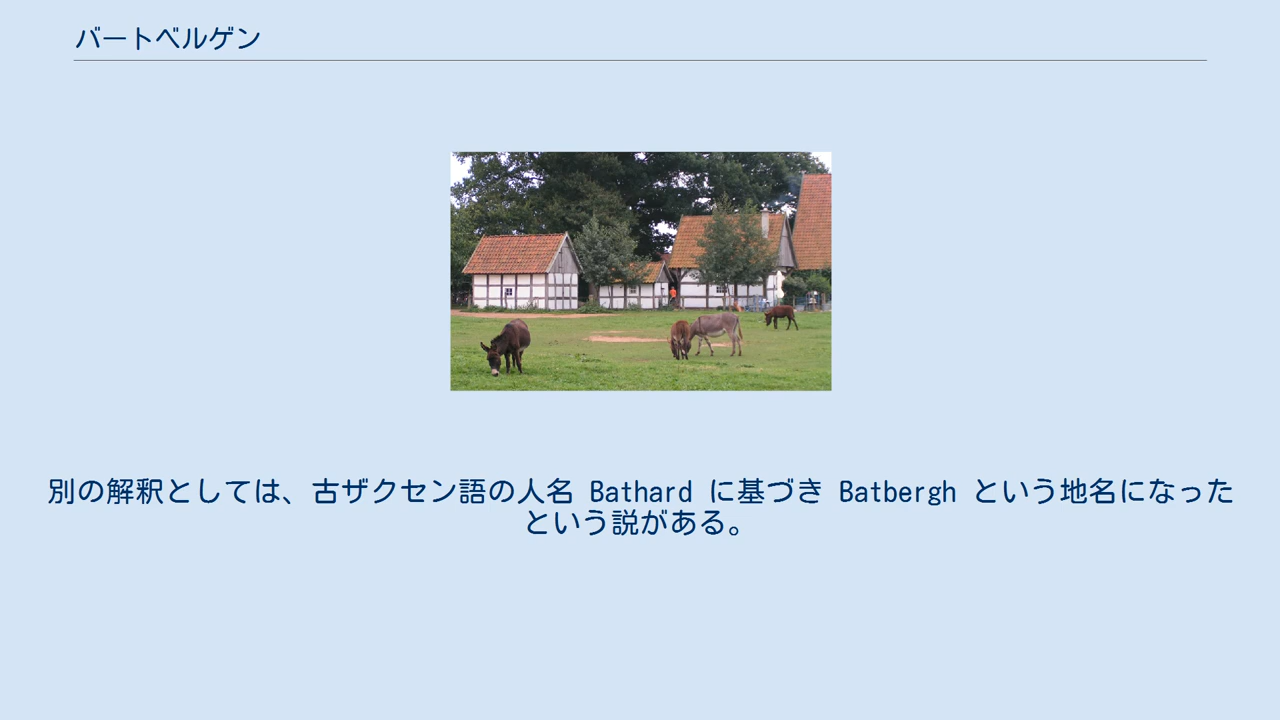 バートベルゲン
別の解釈としては、古ザクセン語の人名 Bathard に基づき Batbergh という地名になった
という説がある。